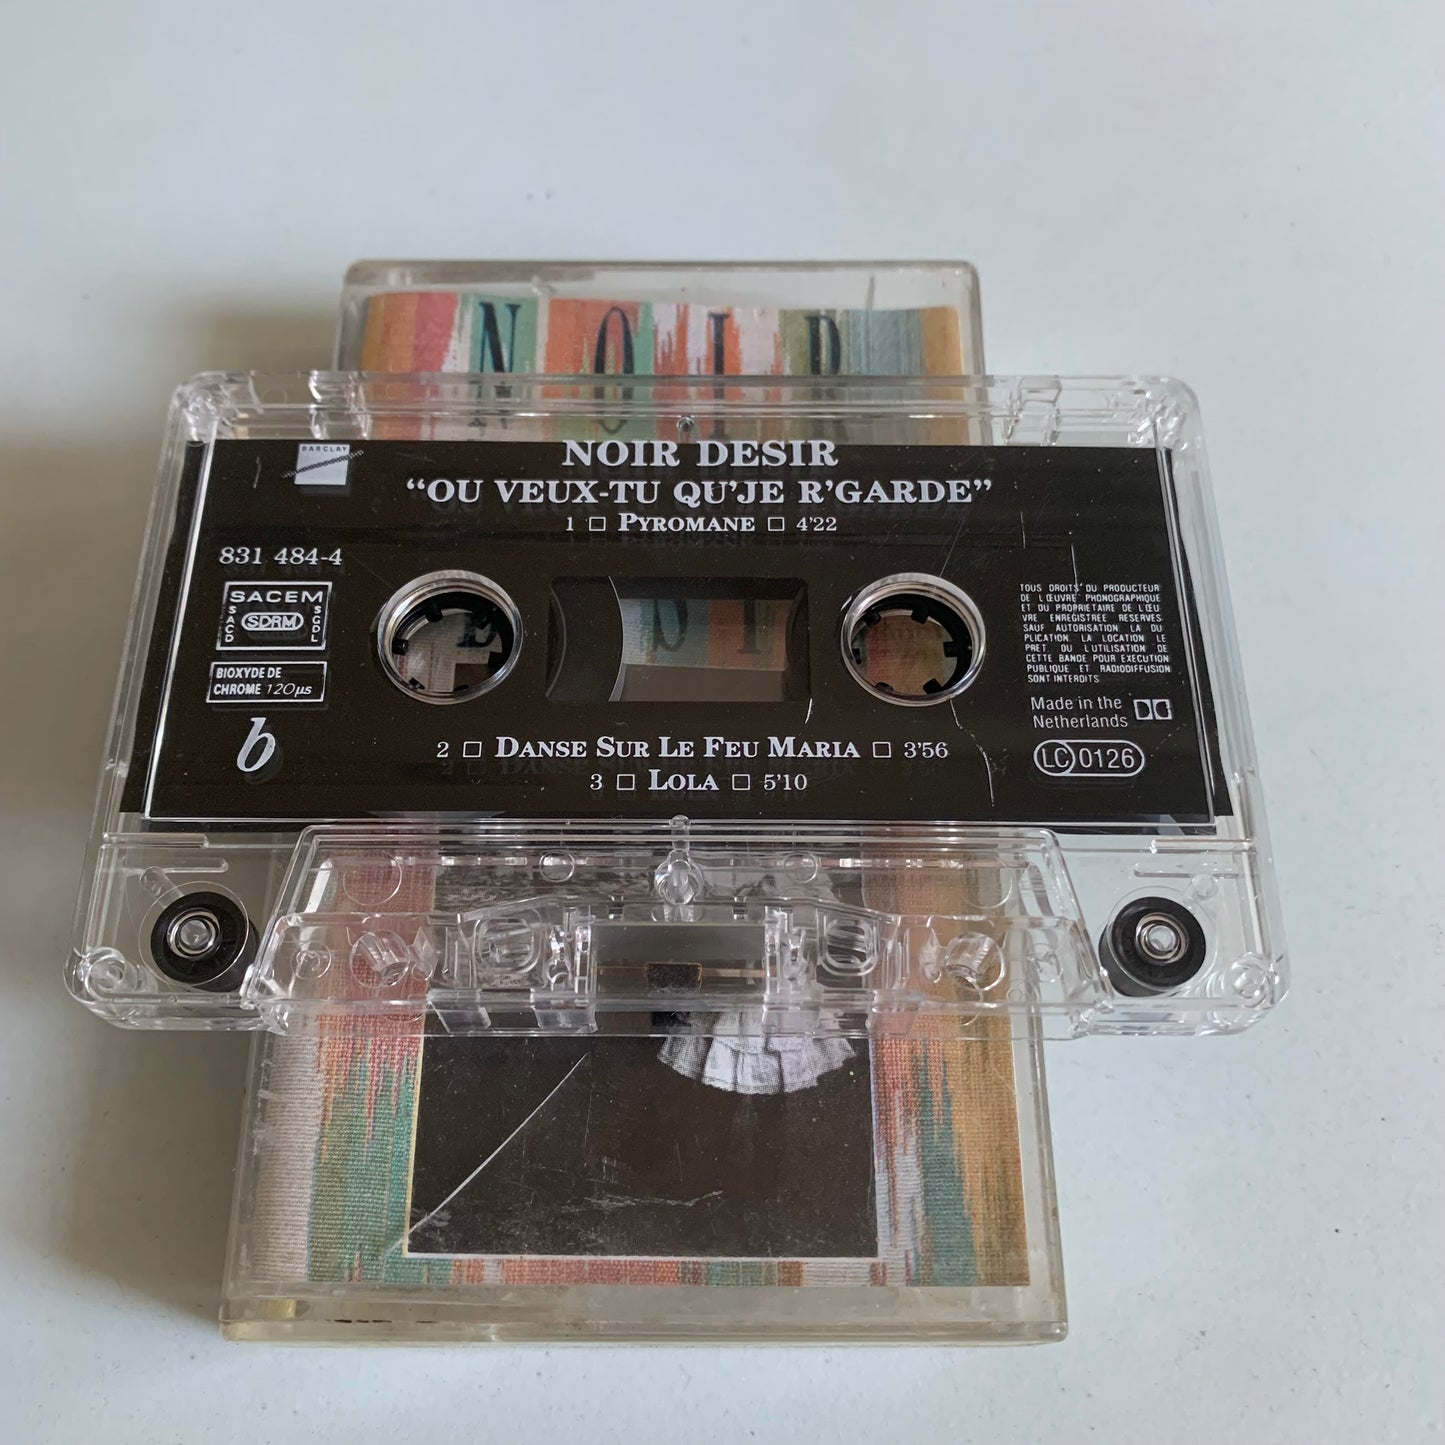 NOIR
BARCLAY
NOIR DESIR
“OU VEUX-TU QU’JE R’GARDE”
1 □ PYROMANE □ 4’22
831 484-4
SACEM
SACD
SDRM
SGDL
BIOXYDE DE
CHROME 120µs
b
2 □ DANSE SUR LE FEU MARIA □ 3’56
3 □ LOLA □ 5’10
TOUS DROITS DU PRODUCTEUR
DE L'ŒUVRE PHONOGRAPHIQUE
ET DU PROPRIETAIRE DE L'ŒU
VRE ENREGISTREE RESERVES
SAUF AUTORISATION LA DU
PLICATION LA LOCATION LE
PRET OU L'UTILISATION DE
CETTE BANDE POUR EXECUTION
PUBLIQUE ET RADIODIFFUSION
SONT INTERDITS
Made in the
Netherlands
LC 0126